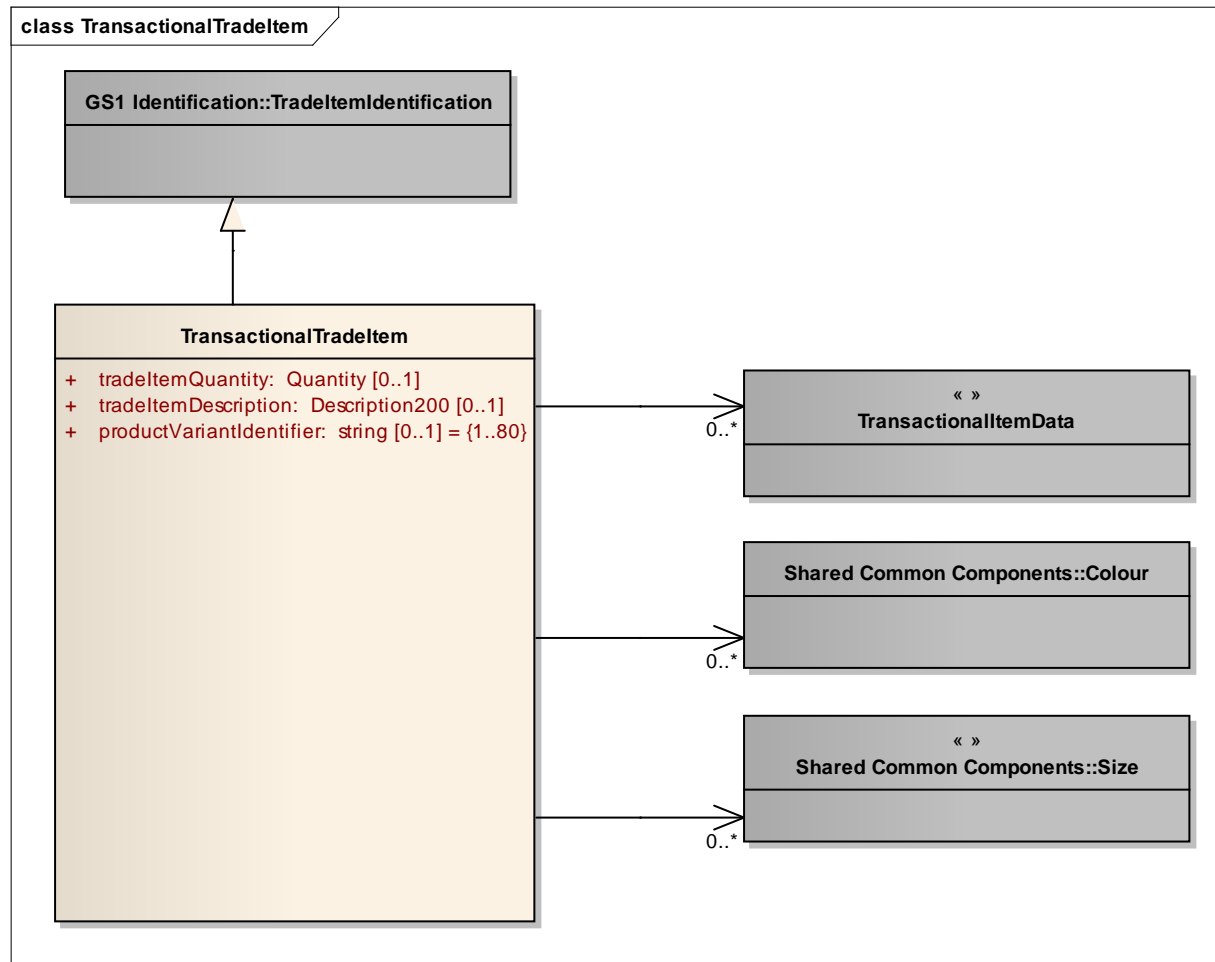 class TransactionalTradeItem
GS1 Identification::TradeItemIdentification
TransactionalTradeItem
+ tradeItemQuantity: Quantity [0..1]
+ tradeItemDescription: Description200 [0..1]
+ productVariantIdentifier: string [0..1] = {1..80}
« »
TransactionalItemData
0..*
Shared Common Components::Colour
0..*
« »
Shared Common Components::Size
0..*